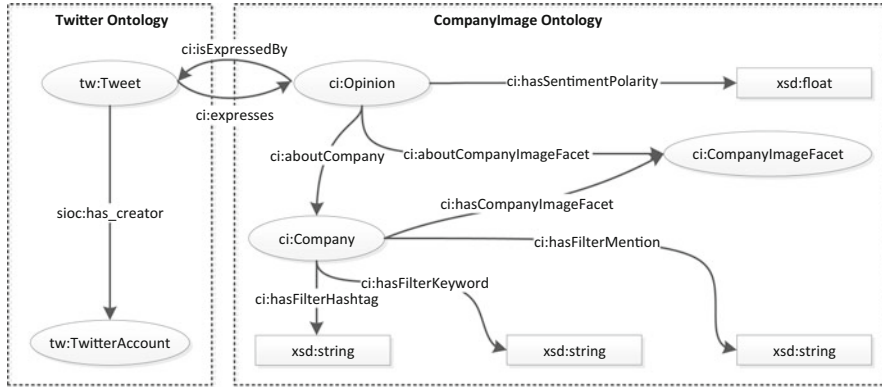 Twitter Ontology
CompanyImage Ontology
ci:isExpressedBy
tw:Tweet
ci:Opinion
ci:hasSentimentPolarity
xsd:float
ci:expresses
ci:aboutCompany
ci:aboutCompanyImageFacet
ci:CompanyImageFacet
ci:hasCompanyImageFacet
sioc:has_creator
ci:Company
ci:hasFilterMention
ci:hasFilterKeyword
ci:hasFilterHashtag
tw:TwitterAccount
xsd:string
xsd:string
xsd:string